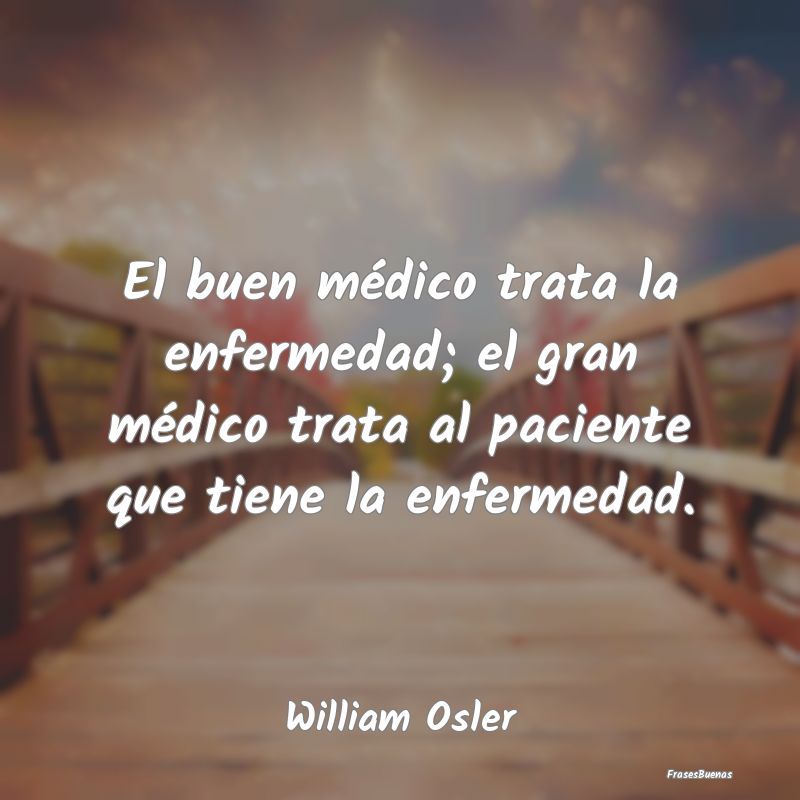 El buen médico trata la
enfermedad; el gran
médico trata al paciente
que tiene la enfermedad.
William Osler
FrasesBuenas